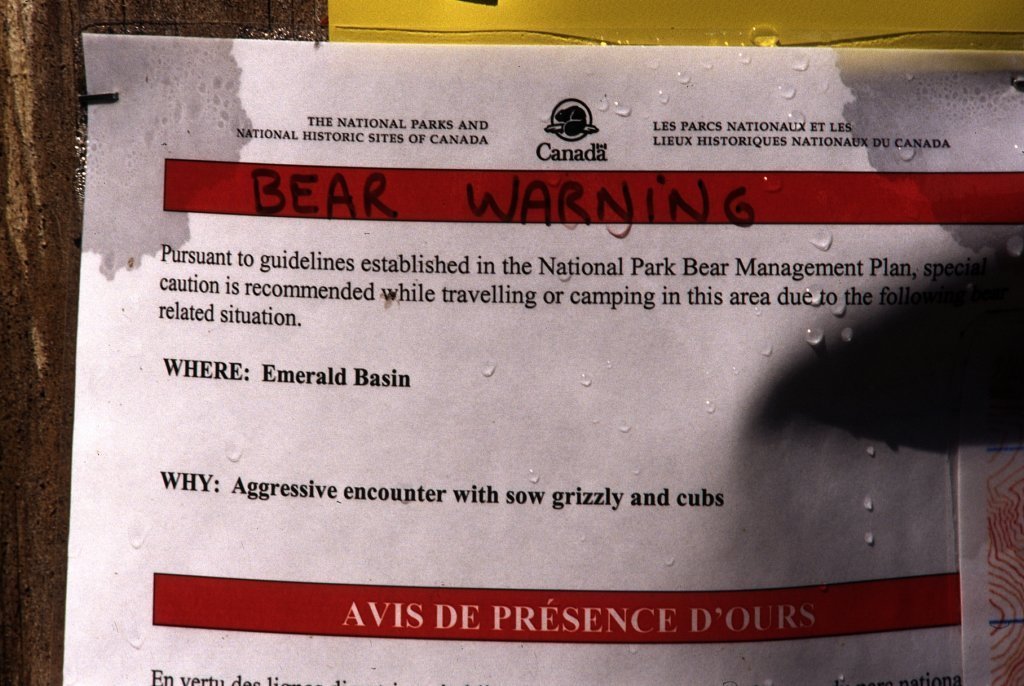 THE NATIONAL PARKS AND
NATIONAL HISTORIC SITES OF CANADA
Canada
LES PARCS NATIONAUX ET LES
LIEUX HISTORIQUES NATIONAUX DU CANADA
BEAR WARNING
Pursuant to guidelines established in the National Park Bear Management Plan, special
caution is recommended while travelling or camping in this area due to the following bear
related situation.
WHERE: Emerald Basin
WHY: Aggressive encounter with sow grizzly and cubs
AVIS DE PRÉSENCE D'OURS
En vertu des lignes